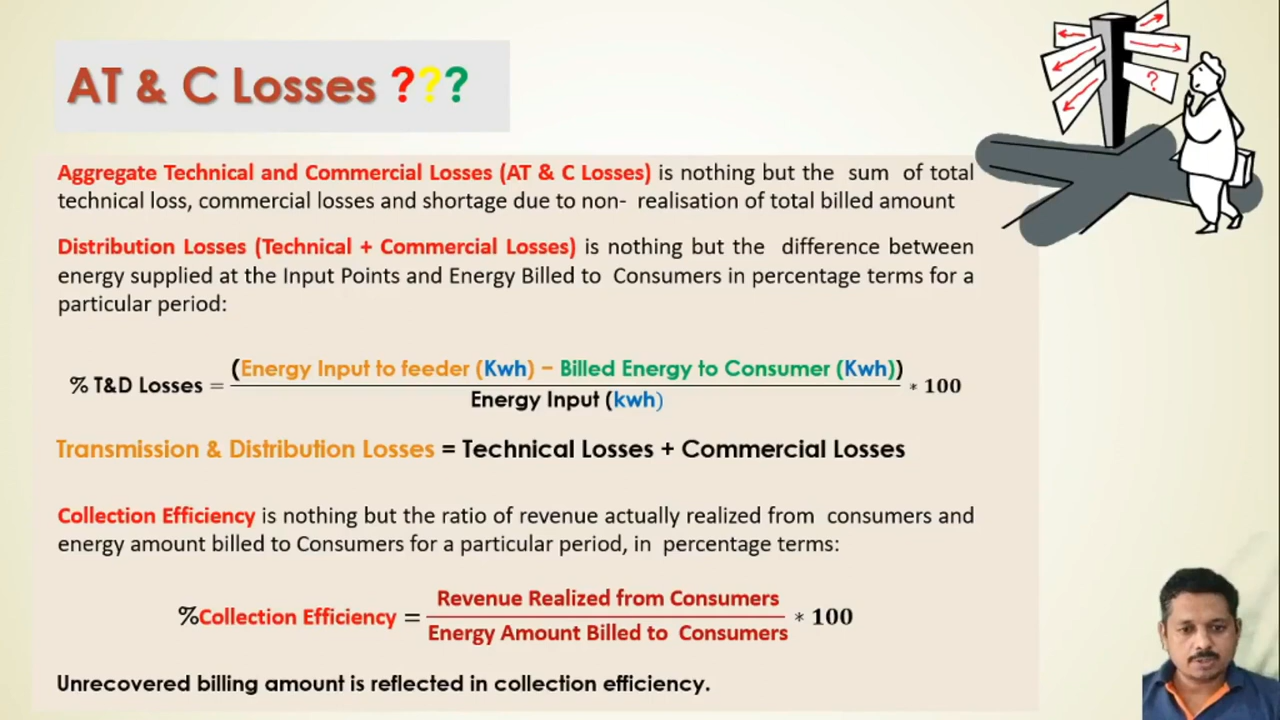 AT & C Losses ???
?
Aggregate Technical and Commercial Losses (AT & C Losses) is nothing but the sum of total
technical loss, commercial losses and shortage due to non- realisation of total billed amount
Distribution Losses (Technical + Commercial Losses) is nothing but the difference between
energy supplied at the Input Points and Energy Billed to Consumers in percentage terms for a
particular period:
% T&D Losses = (Energy Input to feeder (Kwh) − Billed Energy to Consumer (Kwh))
Energy Input (kwh)
* 100
Transmission & Distribution Losses = Technical Losses + Commercial Losses
Collection Efficiency is nothing but the ratio of revenue actually realized from consumers and
energy amount billed to Consumers for a particular period, in percentage terms:
%Collection Efficiency = Revenue Realized from Consumers
Energy Amount Billed to Consumers
* 100
Unrecovered billing amount is reflected in collection efficiency.